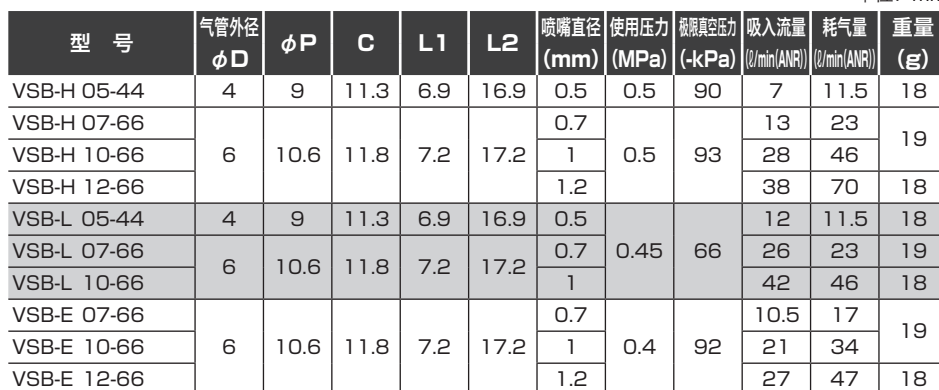 型 号 气管外径 φD φP C L1 L2 喷嘴直径 (mm) 使用压力 (MPa) 极限真空压力 (-kPa) 吸入流量 (ℓ/min(ANR)) 耗气量 (ℓ/min(ANR)) 重量 (g)
VSB-H 05-44 4 9 11.3 6.9 16.9 0.5 0.5 90 7 11.5 18
VSB-H 07-66 0.7 13 23
VSB-H 10-66 6 10.6 11.8 7.2 17.2 1 0.5 93 28 46 19
VSB-H 12-66 1.2 38 70 18
VSB-L 05-44 4 9 11.3 6.9 16.9 0.5 12 11.5 18
VSB-L 07-66 6 10.6 11.8 7.2 17.2 0.7 0.45 66 26 23 19
VSB-L 10-66 1 42 46 18
VSB-E 07-66 0.7 10.5 17
VSB-E 10-66 6 10.6 11.8 7.2 17.2 1 0.4 92 21 34 19
VSB-E 12-66 1.2 27 47 18